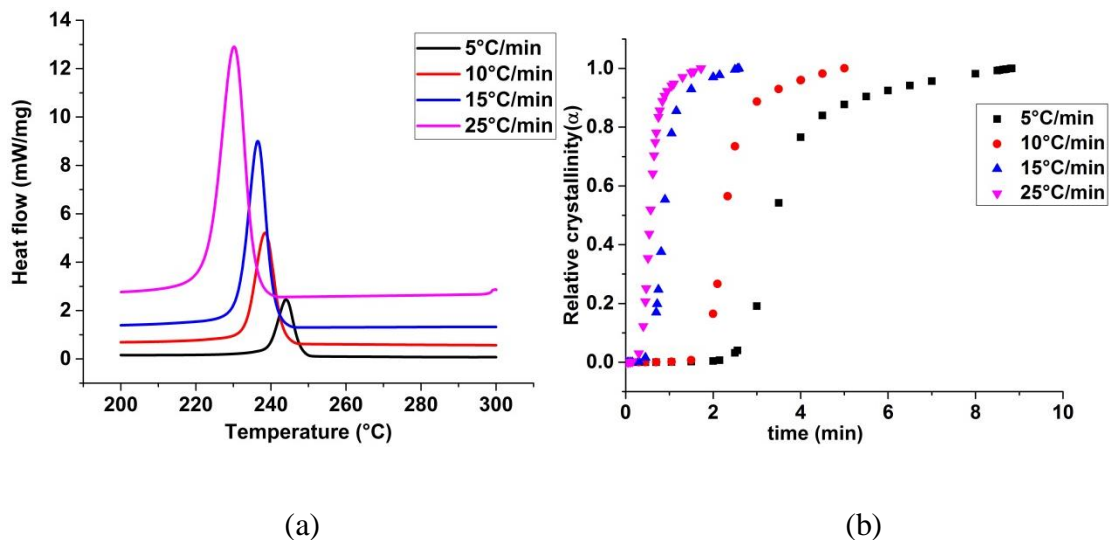 14
12
10
8
6
4
2
0
Heat flow (mW/mg)
5°C/min
10°C/min
15°C/min
25°C/min
200 220 240 260 280 300
Temperature (°C)
(a)
1.0
0.8
0.6
0.4
0.2
0.0
Relative crystallinity(α)
5°C/min
10°C/min
15°C/min
25°C/min
0 2 4 6 8 10
time (min)
(b)